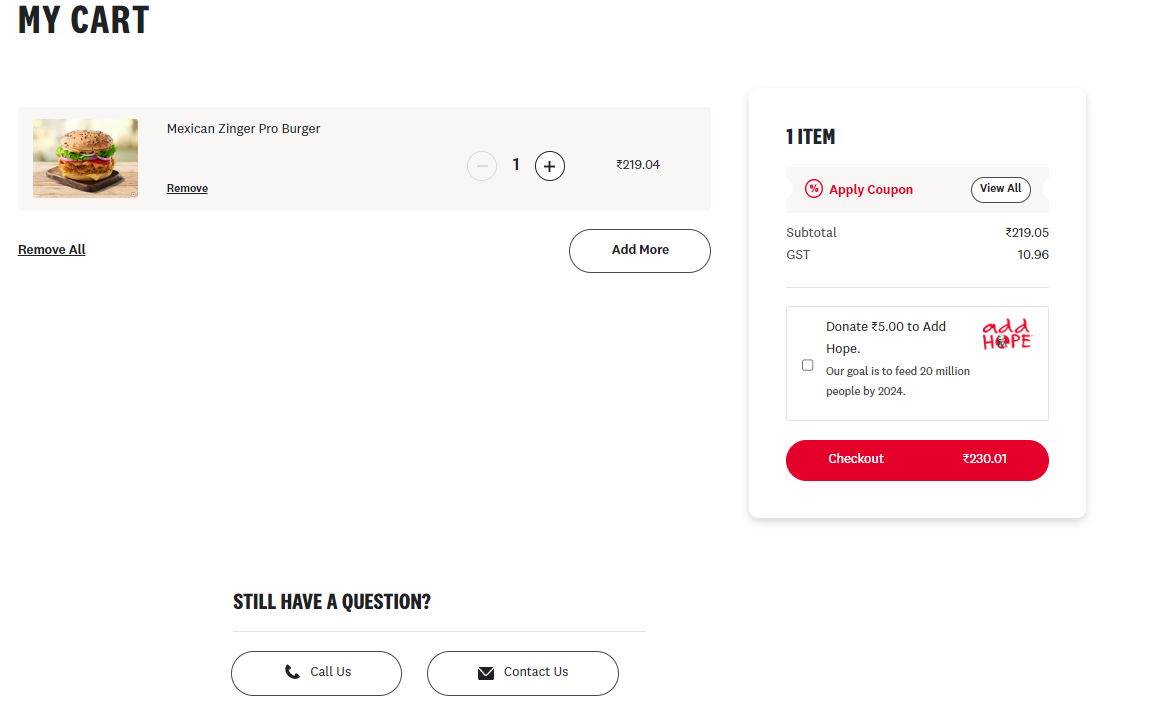 MY CART
Mexican Zinger Pro Burger
1
₹219.04
Remove
Remove All
Add More
1 ITEM
% Apply Coupon
View All
Subtotal ₹219.05
GST 10.96
Donate ₹5.00 to Add
Hope.
Our goal is to feed 20 million
people by 2024.
add
HOPE
Checkout ₹230.01
STILL HAVE A QUESTION?
Call Us
Contact Us